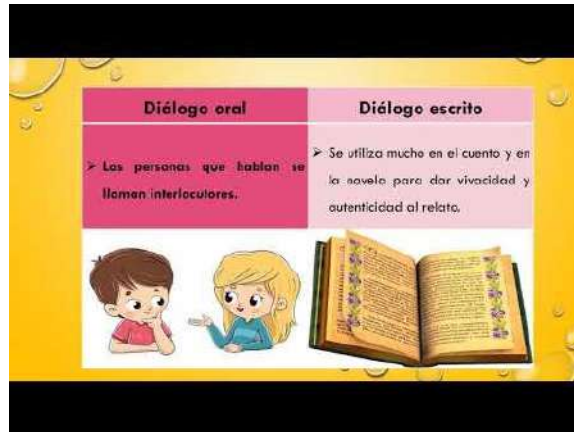 Diálogo oral
Diálogo escrito
➤ Las personas que hablan se
llaman interlocutores.
➤ Se utiliza mucho en el cuento y en
la novela para dar vivacidad y
autenticidad al relato.